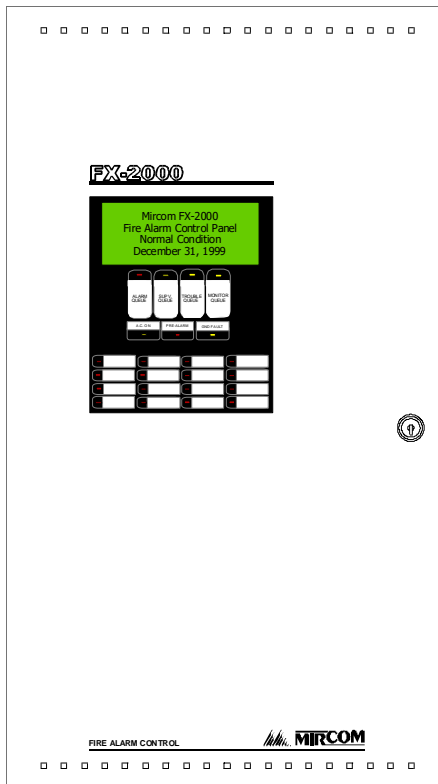 FX-2000
Mircom FX-2000
Fire Alarm Control Panel
Normal Condition
December 31, 1999
ALARM QUEUE
SUPV. QUEUE
TROUBLE QUEUE
MONITOR QUEUE
A.C. ON
FIRE ALARM
GND FAULT
FIRE ALARM CONTROL
MIRCOM